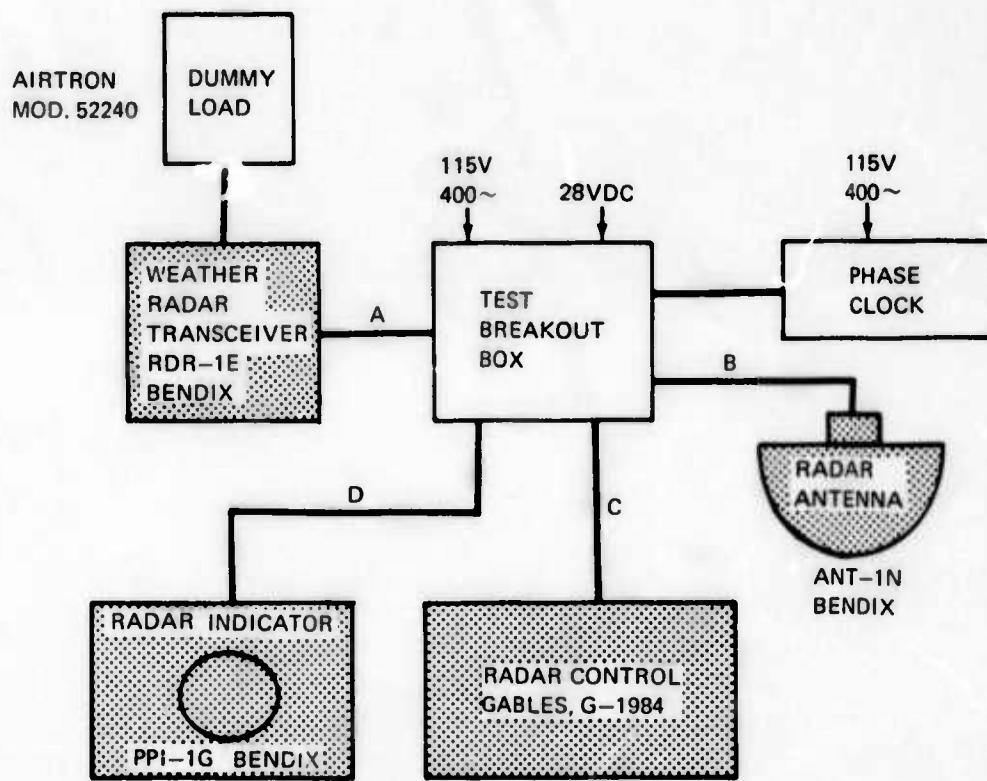 AIRTRON
MOD. 52240
DUMMY
LOAD
115V
400~
28VDC
115V
400~
WEATHER
RADAR
TRANSCEIVER
RDR-1E
BENDIX
A
TEST
BREAKOUT
BOX
PHASE
CLOCK
B
RADAR
ANTENNA
ANT-1N
BENDIX
D
C
RADAR INDICATOR
PPI-1G BENDIX
RADAR CONTROL
GABLES, G-1984